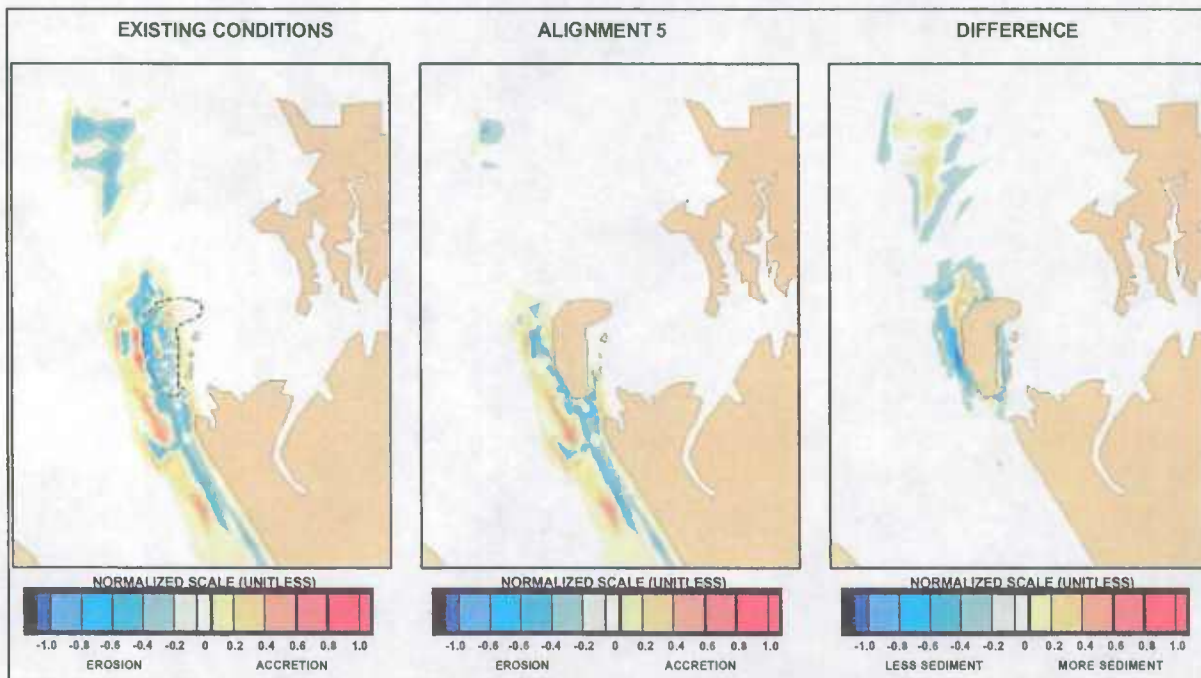 EXISTING CONDITIONS ALIGNMENT 5 DIFFERENCE
NORMALIZED SCALE (UNITLESS) NORMALIZED SCALE (UNITLESS) NORMALIZED SCALE (UNITLESS)
-1.0 -0.8 -0.6 -0.4 -0.2 0 0.2 0.4 0.6 0.8 1.0 -1.0 -0.8 -0.6 -0.4 -0.2 0 0.2 0.4 0.6 0.8 1.0 -1.0 -0.8 -0.6 -0.4 -0.2 0 0.2 0.4 0.6 0.8 1.0
EROSION ACCRETION EROSION ACCRETION LESS SEDIMENT MORE SEDIMENT